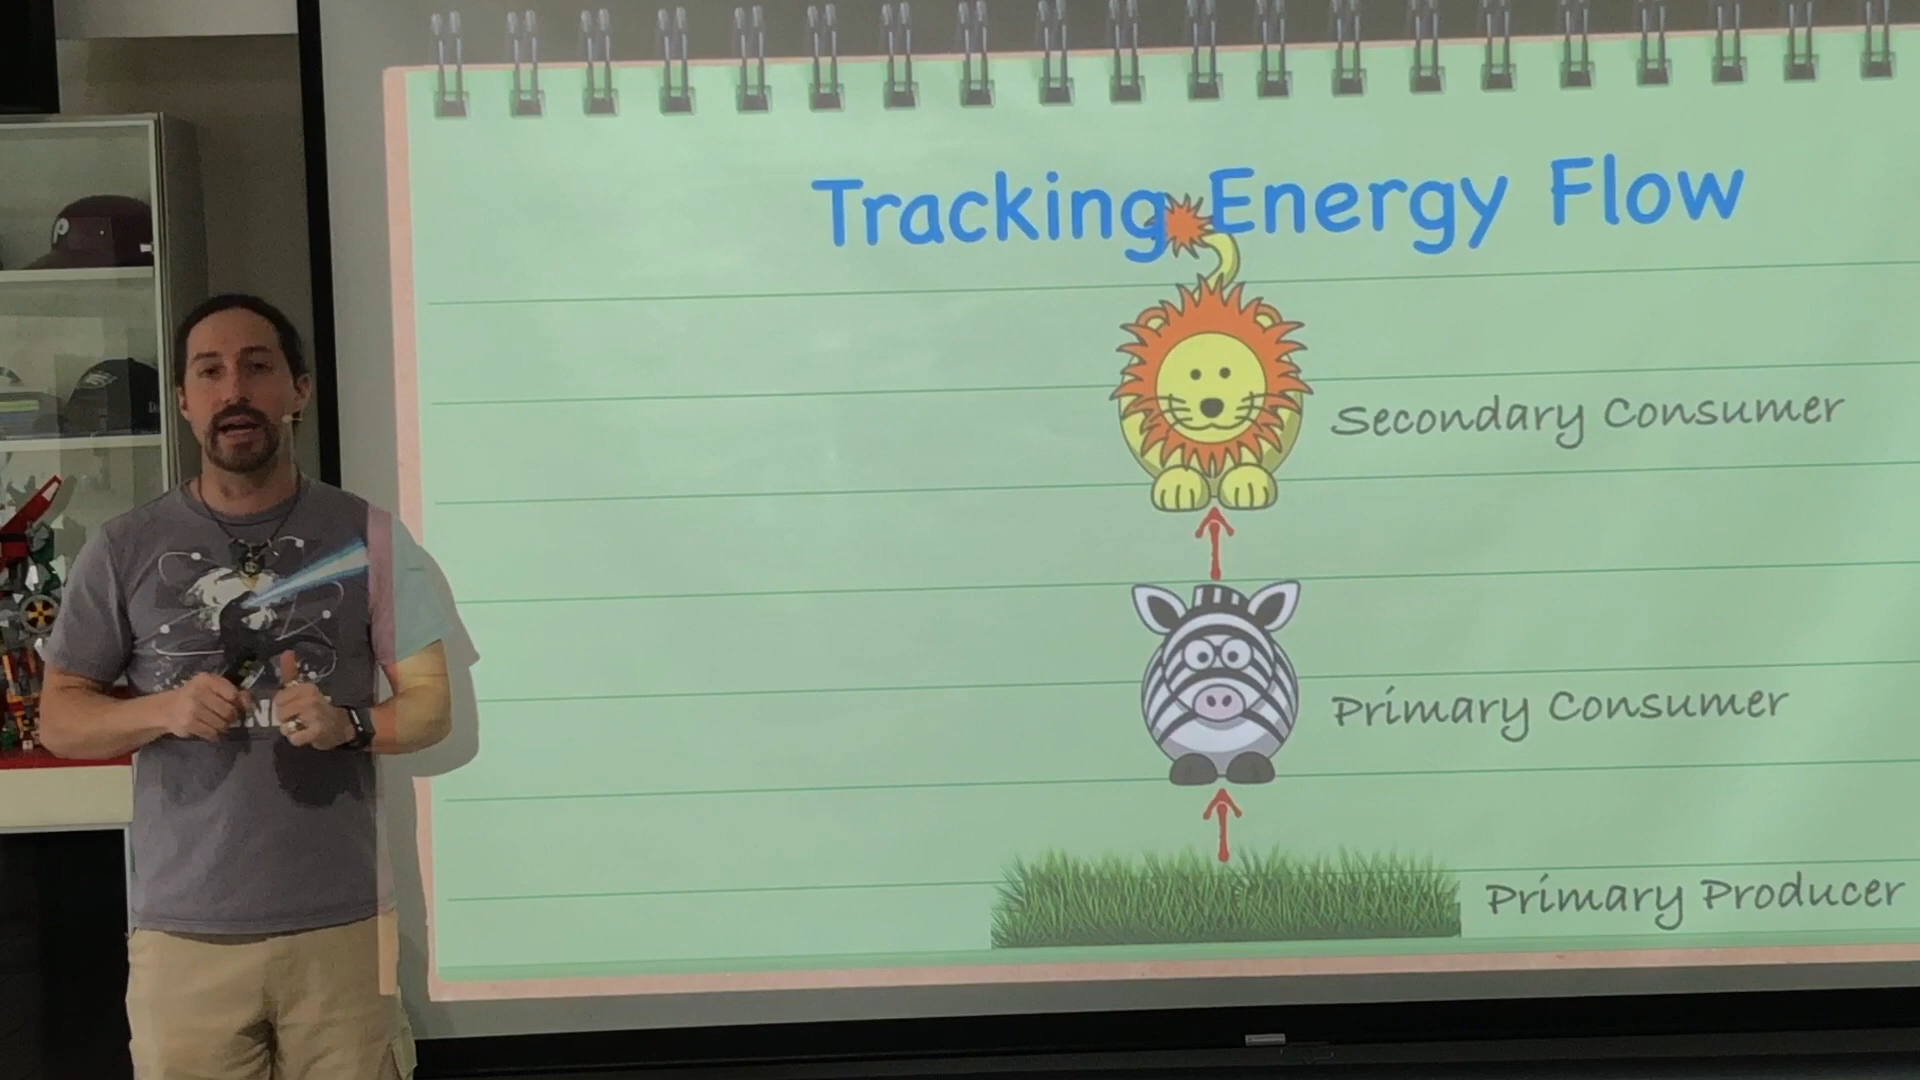 Tracking Energy Flow
Secondary Consumer
Primary Consumer
Primary Producer
P